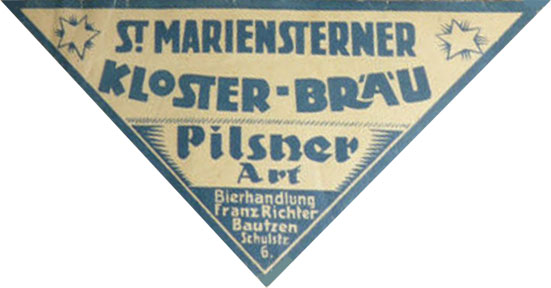 ST. MARIENSTERNER
KLOSTER-BRÄU
Pilsner
Art
Bierhandlung
Franz Richter
Bautzen
Schulstr.
6.